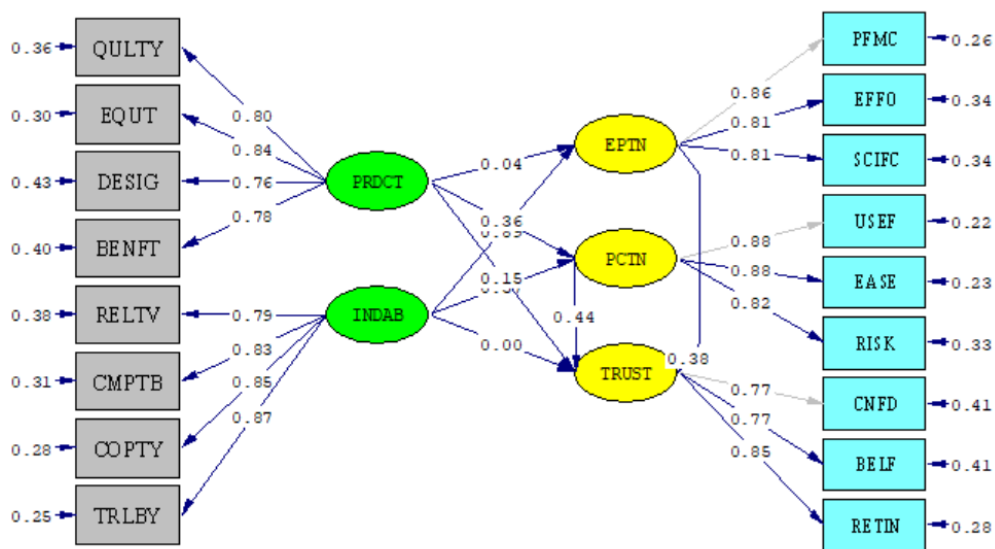 0.36 QULTY
0.30 EQUT
0.43 DESIG
0.40 BENFT
0.38 RELTV
0.31 CMPTB
0.28 COPTY
0.25 TRLBY
0.80
0.84
0.76
0.78
0.79
0.83
0.85
0.87
PRDCT
INDAB
0.04
0.36
0.15
0.44
0.00
0.38
EPTN
PCTN
TRUST
0.86
0.81
0.81
0.88
0.88
0.82
0.77
0.77
0.85
PFMC 0.26
EFFO 0.34
SCIFC 0.34
USEF 0.22
EASE 0.23
RISK 0.33
CNFD 0.41
BELF 0.41
RETIN 0.28